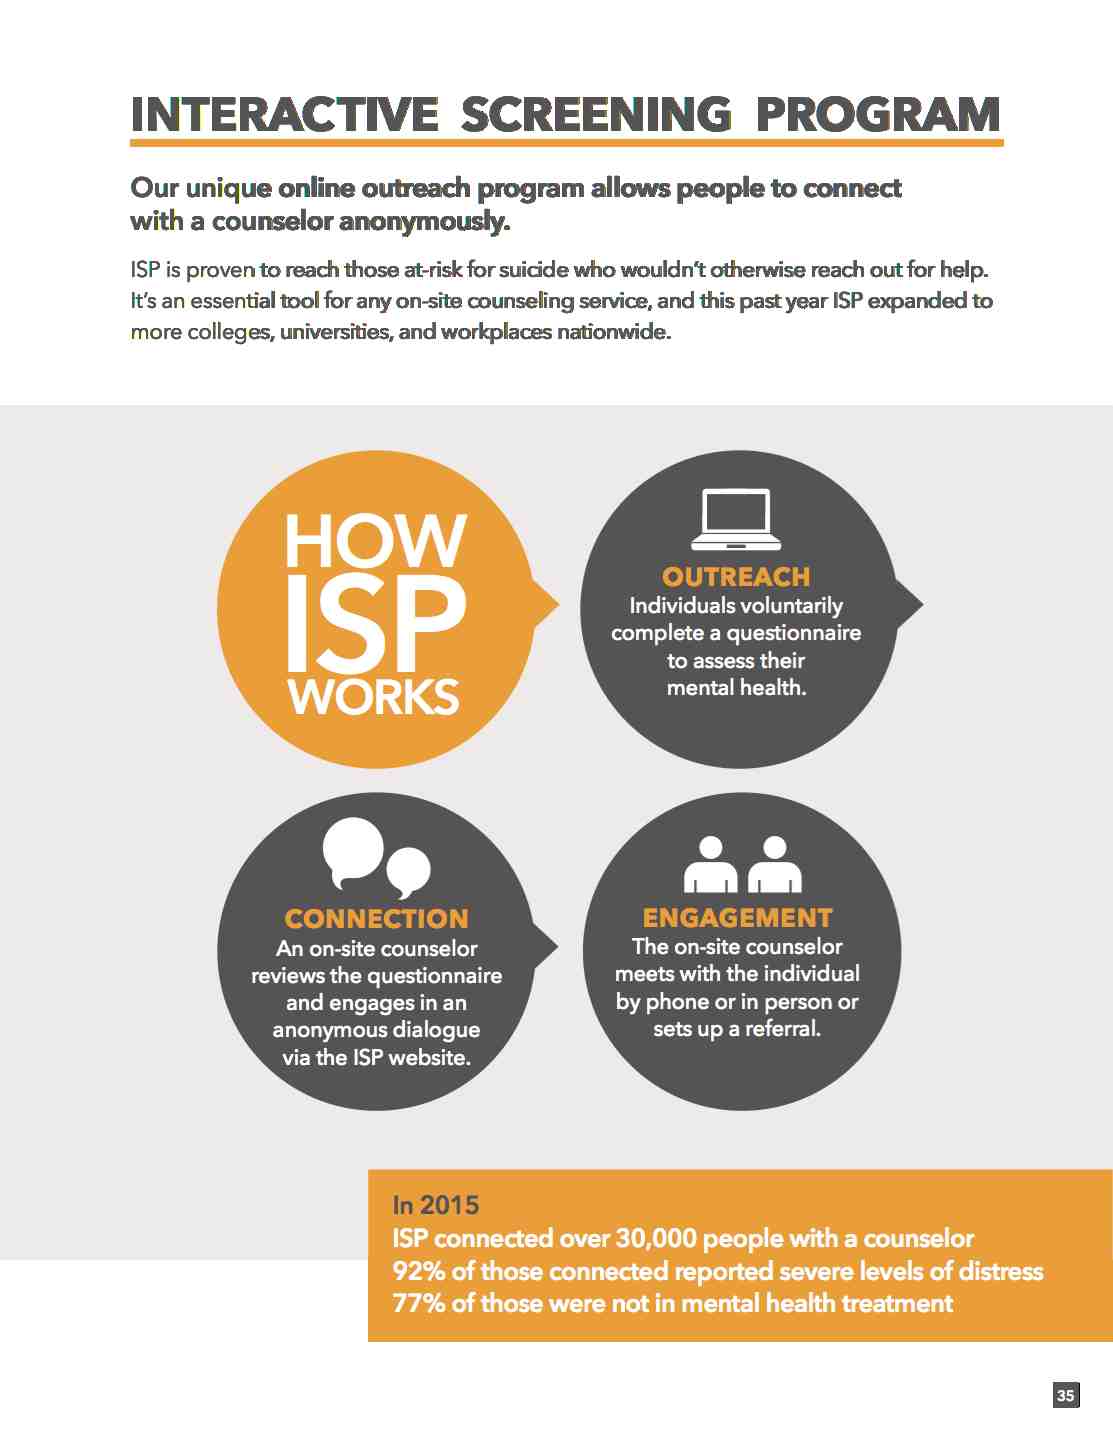 INTERACTIVE SCREENING PROGRAM
Our unique online outreach program allows people to connect
with a counselor anonymously.
ISP is proven to reach those at-risk for suicide who wouldn't otherwise reach out for help.
It's an essential tool for any on-site counseling service, and this past year ISP expanded to
more colleges, universities, and workplaces nationwide.
HOW
ISP
WORKS
OUTREACH
Individuals voluntarily
complete a questionnaire
to assess their
mental health.
CONNECTION
An on-site counselor
reviews the questionnaire
and engages in an
anonymous dialogue
via the ISP website.
ENGAGEMENT
The on-site counselor
meets with the individual
by phone or in person or
sets up a referral.
In 2015
ISP connected over 30,000 people with a counselor
92% of those connected reported severe levels of distress
77% of those were not in mental health treatment
35